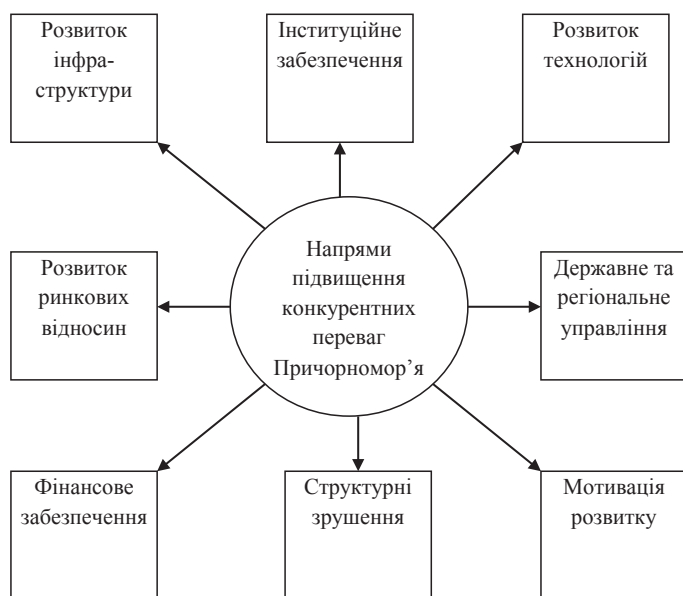 Розвиток
інфра-
структури
Інституційне
забезпечення
Розвиток
технологій
Розвиток
ринкових
відносин
Напрями
підвищення
конкурентних
переваг
Причорномор’я
Державне та
регіональне
управління
Фінансове
забезпечення
Структурні
зрушення
Мотивація
розвитку